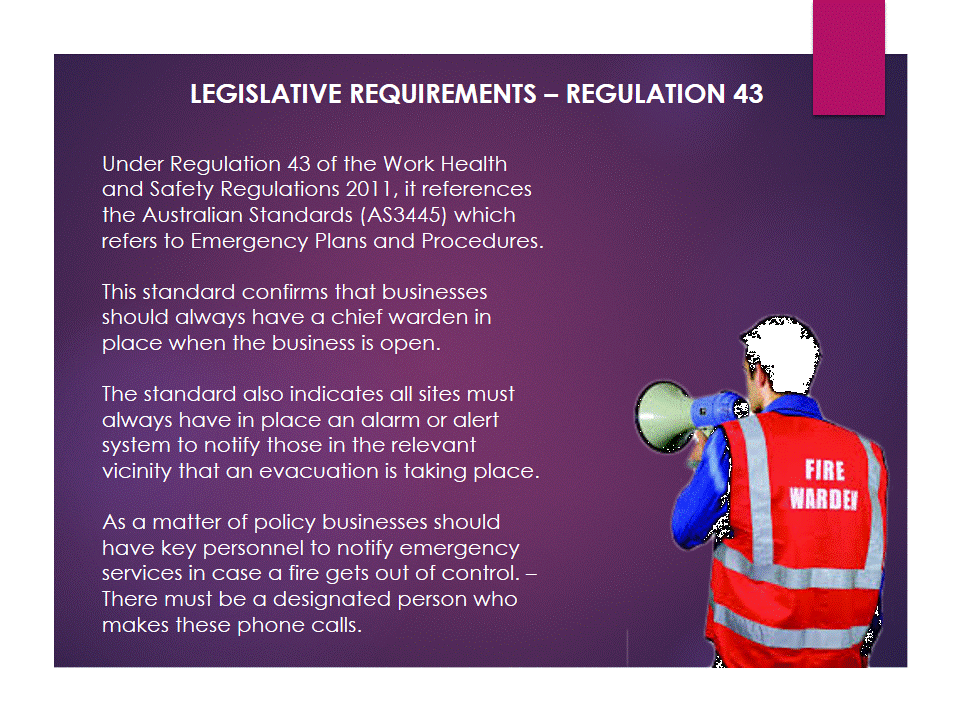 LEGISLATIVE REQUIREMENTS – REGULATION 43
Under Regulation 43 of the Work Health
and Safety Regulations 2011, it references
the Australian Standards (AS3445) which
refers to Emergency Plans and Procedures.
This standard confirms that businesses
should always have a chief warden in
place when the business is open.
The standard also indicates all sites must
always have in place an alarm or alert
system to notify those in the relevant
vicinity that an evacuation is taking place.
As a matter of policy businesses should
have key personnel to notify emergency
services in case a fire gets out of control. –
There must be a designated person who
makes these phone calls.
FIRE
WARDEN